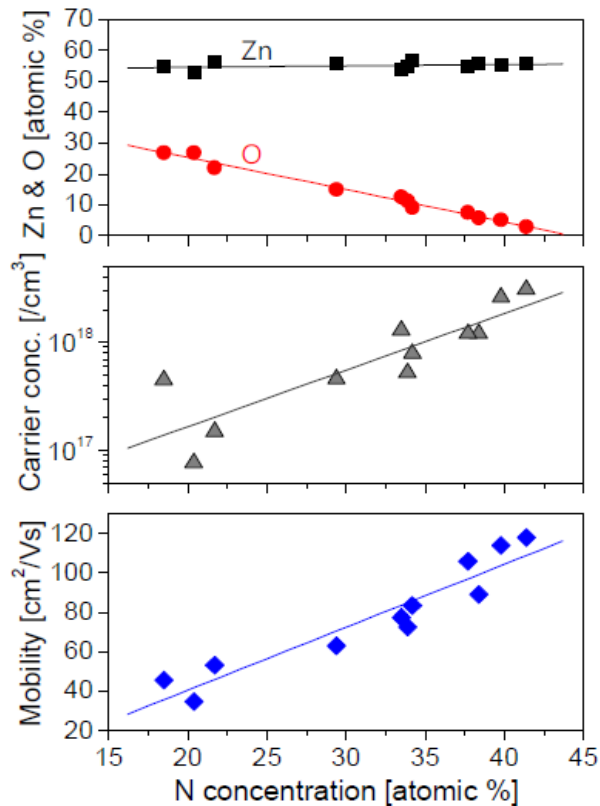 Zn & O [atomic %]
70
60
50
40
30
20
10
0
Zn
O
Carrier conc. [/cm³]
10¹⁸
10¹⁷
Mobility [cm²/Vs]
120
100
80
60
40
20
15 20 25 30 35 40 45
N concentration [atomic %]